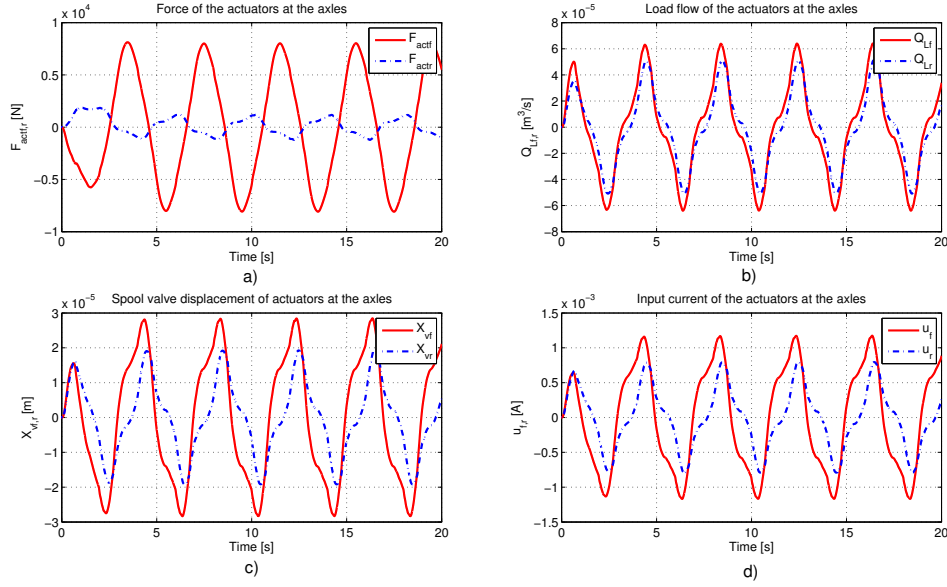 Force of the actuators at the axles
x 10^4
1
0.5
0
−0.5
−1
F_actf,r [N]
F_actf
F_actr
0 5 10 15 20
Time [s]
a)
Load flow of the actuators at the axles
x 10^−5
8
6
4
2
0
−2
−4
−6
−8
Q_Lf,r [m^3/s]
Q_Lf
Q_Lr
0 5 10 15 20
Time [s]
b)
Spool valve displacement of actuators at the axles
x 10^−5
3
2
1
0
−1
−2
−3
X_vf,r [m]
X_vf
X_vr
0 5 10 15 20
Time [s]
c)
Input current of the actuators at the axles
x 10^−3
1.5
1
0.5
0
−0.5
−1
−1.5
u_f,r [A]
u_f
u_r
0 5 10 15 20
Time [s]
d)